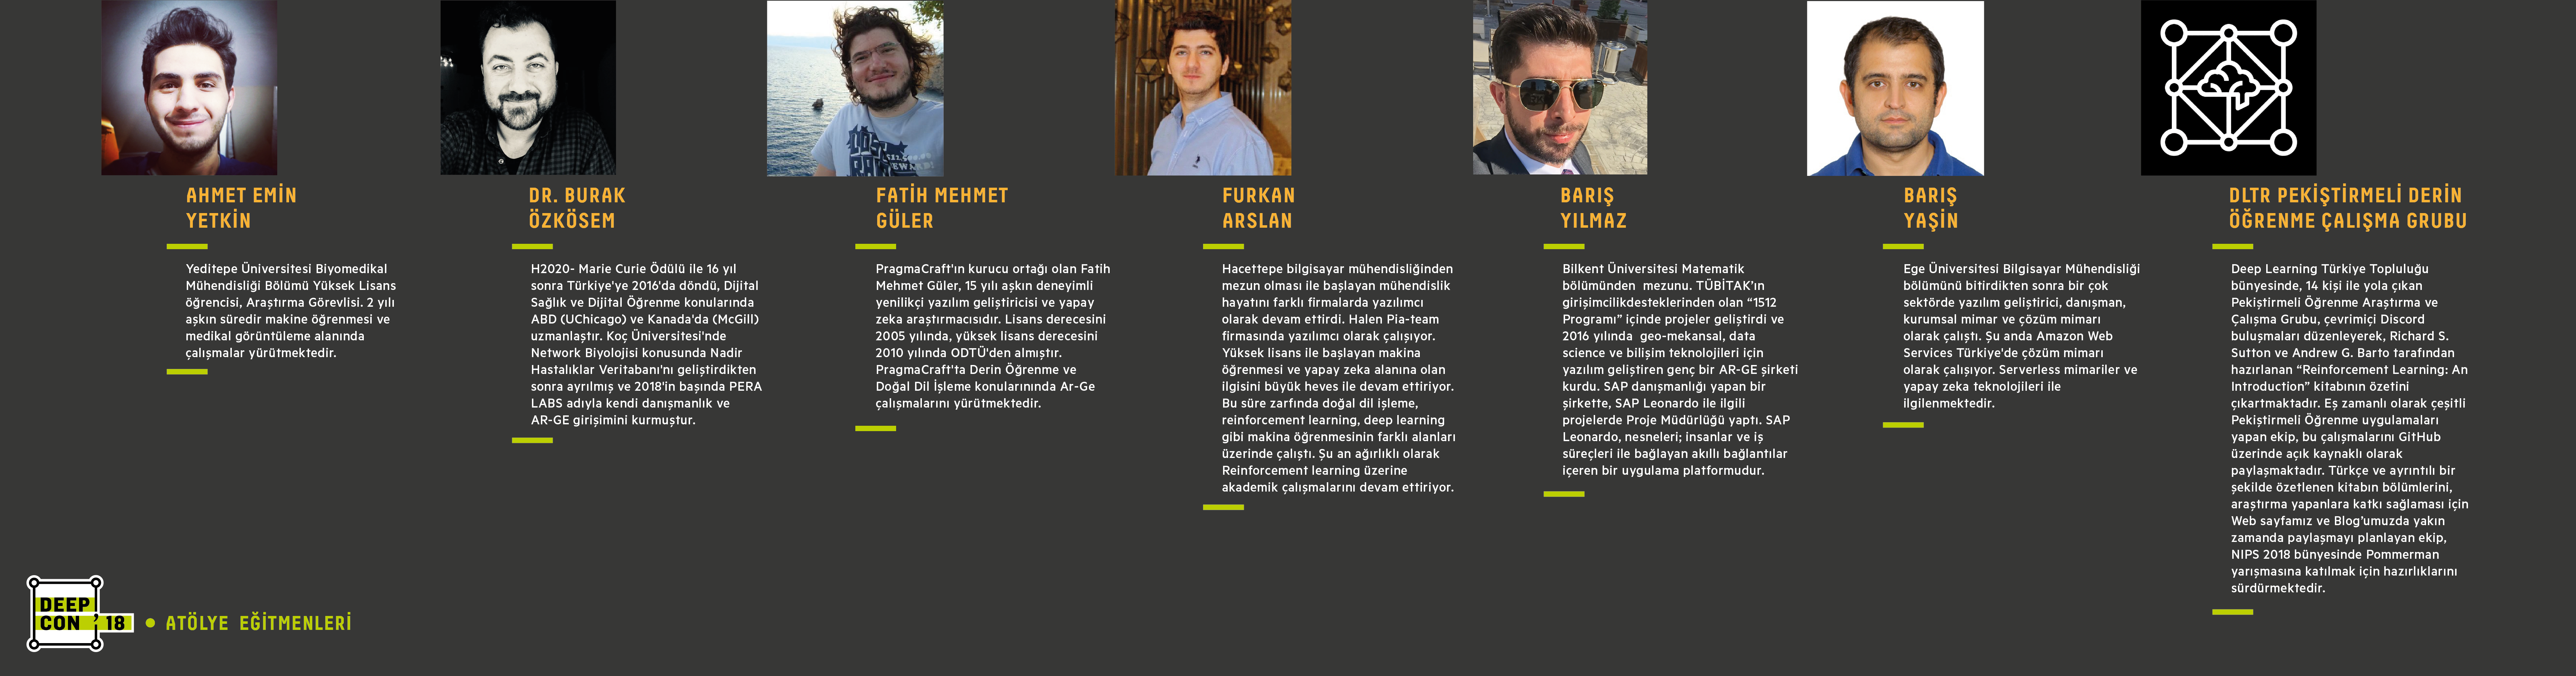 AHMET EMİN
YETKİN
Yeditepe Üniversitesi Biyomedikal
Mühendisliği Bölümü Yüksek Lisans
öğrencisi, Araştırma Görevlisi. 2 yılı
aşkın süredir makine öğrenmesi ve
medikal görüntüleme alanında
çalışmalar yürütmektedir.
DR. BURAK
ÖZKÖSEM
H2020- Marie Curie Ödülü ile 16 yıl
sonra Türkiye'ye 2016'da döndü, Dijital
Sağlık ve Dijital Öğrenme konularında
ABD (UChicago) ve Kanada'da (McGill)
uzmanlaştır. Koç Üniversitesi'nde
Network Biyolojisi konusunda Nadir
Hastalıklar Veritabanı'nı geliştirdikten
sonra ayrılmış ve 2018'in başında PERA
LABS adıyla kendi danışmanlık ve
AR-GE girişimini kurmuştur.
FATİH MEHMET
GÜLER
PragmaCraft'ın kurucu ortağı olan Fatih
Mehmet Güler, 15 yılı aşkın deneyimli
yenilikçi yazılım geliştiricisi ve yapay
zeka araştırmacısıdır. Lisans derecesini
2005 yılında, yüksek lisans derecesini
2010 yılında ODTÜ'den almıştır.
PragmaCraft'ta Derin Öğrenme ve
Doğal Dil İşleme konularınında Ar-Ge
çalışmalarını yürütmektedir.
FURKAN
ARSLAN
Hacettepe bilgisayar mühendisliğinden
mezun olması ile başlayan mühendislik
hayatını farklı firmalarda yazılımcı
olarak devam ettirdi. Halen Pia-team
firmasında yazılımcı olarak çalışıyor.
Yüksek lisans ile başlayan makina
öğrenmesi ve yapay zeka alanına olan
ilgisini büyük heves ile devam ettiriyor.
Bu süre zarfında doğal dil işleme,
reinforcement learning, deep learning
gibi makina öğrenmesinin farklı alanları
üzerinde çalıştı. Şu an ağırlıklı olarak
Reinforcement learning üzerine
akademik çalışmalarını devam ettiriyor.
BARIŞ
YILMAZ
Bilkent Üniversitesi Matematik
bölümünden mezunu. TÜBİTAK’ın
girişimcilikdesteklerinden olan “1512
Programı” içinde projeler geliştirdi ve
2016 yılında geo-mekansal, data
science ve bilişim teknolojileri için
yazılım geliştiren genç bir AR-GE şirketi
kurdu. SAP danışmanlığı yapan bir
şirkette, SAP Leonardo ile ilgili
projelerde Proje Müdürlüğü yaptı. SAP
Leonardo, nesneleri; insanlar ve iş
süreçleri ile bağlayan akıllı bağlantılar
içeren bir uygulama platformudur.
BARIŞ
YAŞİN
Ege Üniversitesi Bilgisayar Mühendisliği
bölümünü bitirdikten sonra bir çok
sektörde yazılım geliştirici, danışman,
kurumsal mimar ve çözüm mimarı
olarak çalıştı. Şu anda Amazon Web
Services Türkiye'de çözüm mimarı
olarak çalışıyor. Serverless mimariler ve
yapay zeka teknolojileri ile
ilgilenmektedir.
DLTR PEKİŞTİRMELİ DERİN
ÖĞRENME ÇALIŞMA GRUBU
Deep Learning Türkiye Topluluğu
bünyesinde, 14 kişi ile yola çıkan
Pekiştirmeli Öğrenme Araştırma ve
Çalışma Grubu, çevrimiçi Discord
buluşmaları düzenleyerek, Richard S.
Sutton ve Andrew G. Barto tarafından
hazırlanan “Reinforcement Learning: An
Introduction” kitabının özetini
çıkartmaktadır. Eş zamanlı olarak çeşitli
Pekiştirmeli Öğrenme uygulamaları
yapan ekip, bu çalışmalarını GitHub
üzerinde açık kaynaklı olarak
paylaşmaktadır. Türkçe ve ayrıntılı bir
şekilde özetlenen kitabın bölümlerini,
araştırma yapanlara katkı sağlaması için
Web sayfamız ve Blog’umuzda yakın
zamanda paylaşmayı planlayan ekip,
NIPS 2018 bünyesinde Pommerman
yarışmasına katılmak için hazırlıklarını
sürdürmektedir.
DEEP
CON ’18
• ATÖLYE EĞİTMENLERİ